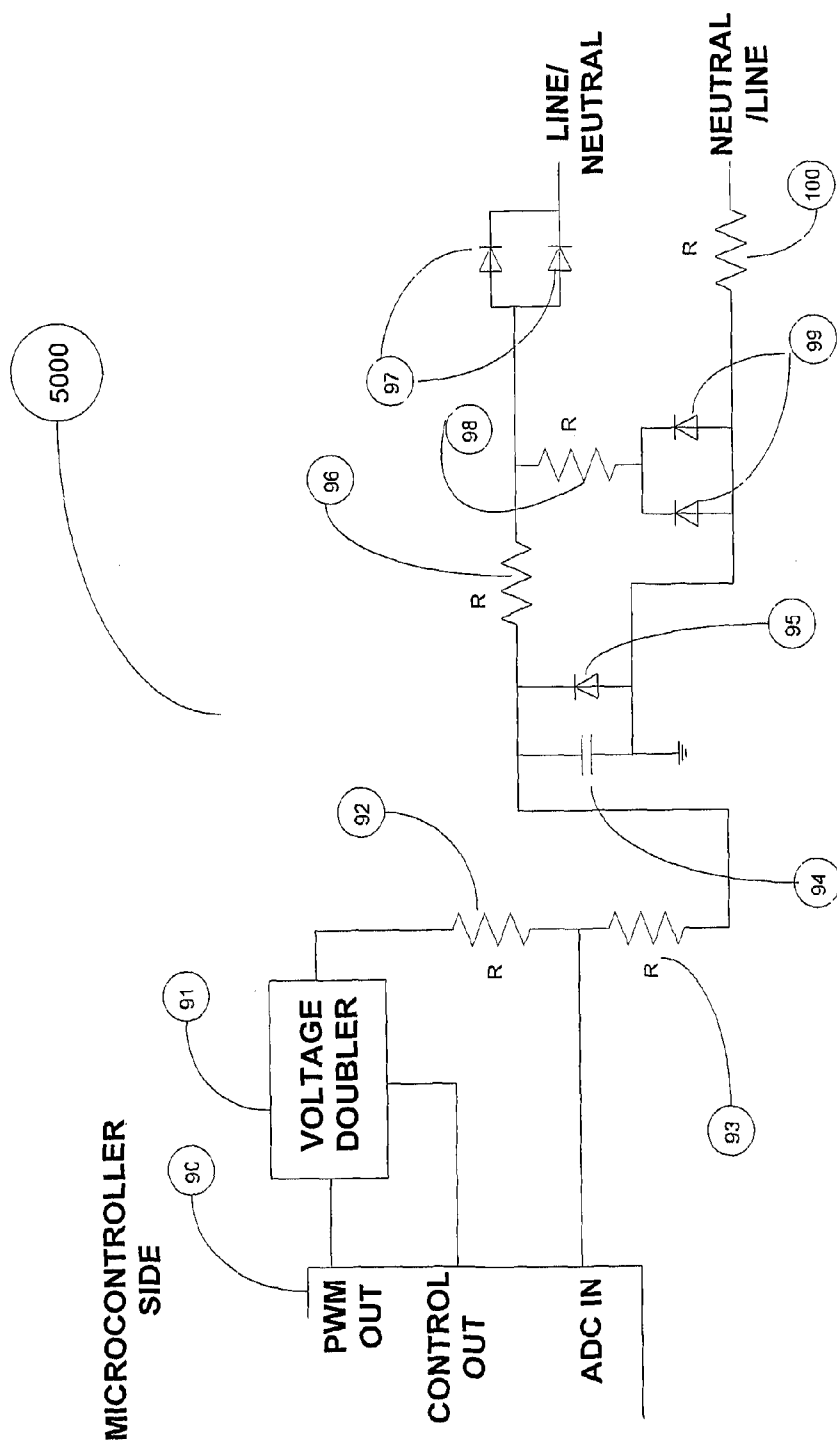 5000
MICROCONTROLLER
SIDE
90
91
92
96
97
98
LINE/
NEUTRAL
VOLTAGE
DOUBLER
PWM
OUT
CONTROL
OUT
ADC IN
R
R
R
R
R
NEUTRAL
/LINE
93
94
95
99
100